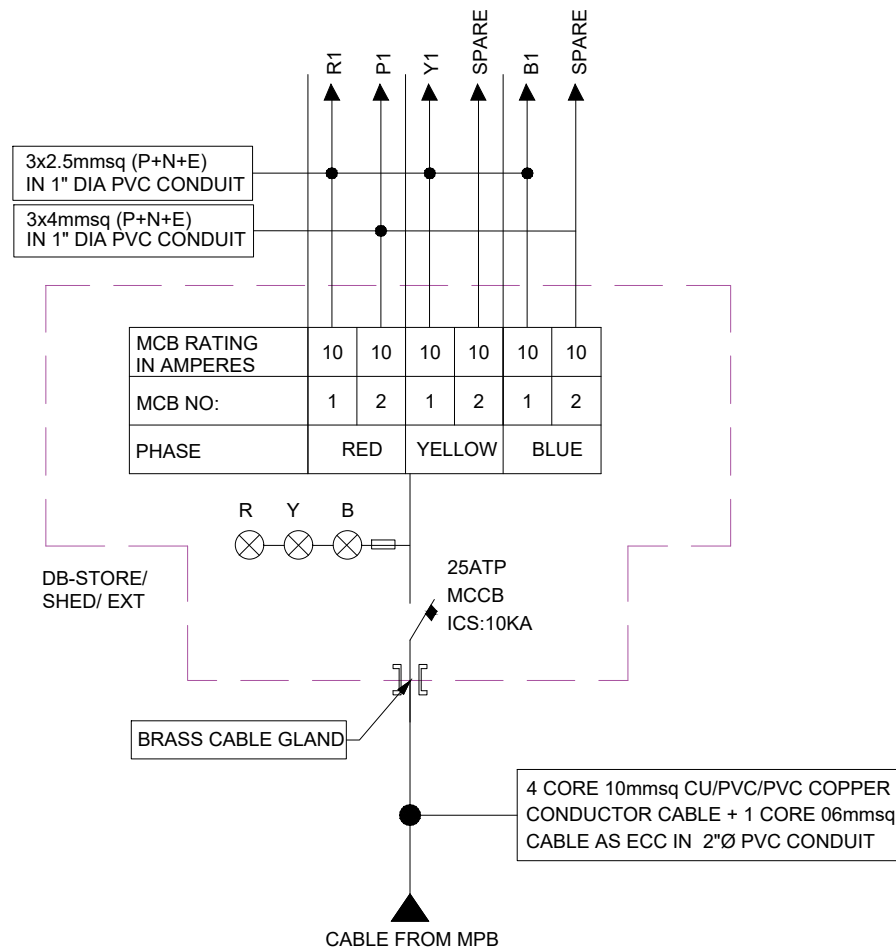 R1
P1
Y1
SPARE
B1
SPARE
3x2.5mmsq (P+N+E)
IN 1" DIA PVC CONDUIT
3x4mmsq (P+N+E)
IN 1" DIA PVC CONDUIT
MCB RATING
IN AMPERES
10 10 10 10 10 10
MCB NO: 1 2 1 2 1 2
PHASE RED YELLOW BLUE
R Y B
DB-STORE/
SHED/ EXT
25ATP
MCCB
ICS:10KA
BRASS CABLE GLAND
4 CORE 10mmsq CU/PVC/PVC COPPER
CONDUCTOR CABLE + 1 CORE 06mmsq
CABLE AS ECC IN 2"Ø PVC CONDUIT
CABLE FROM MPB